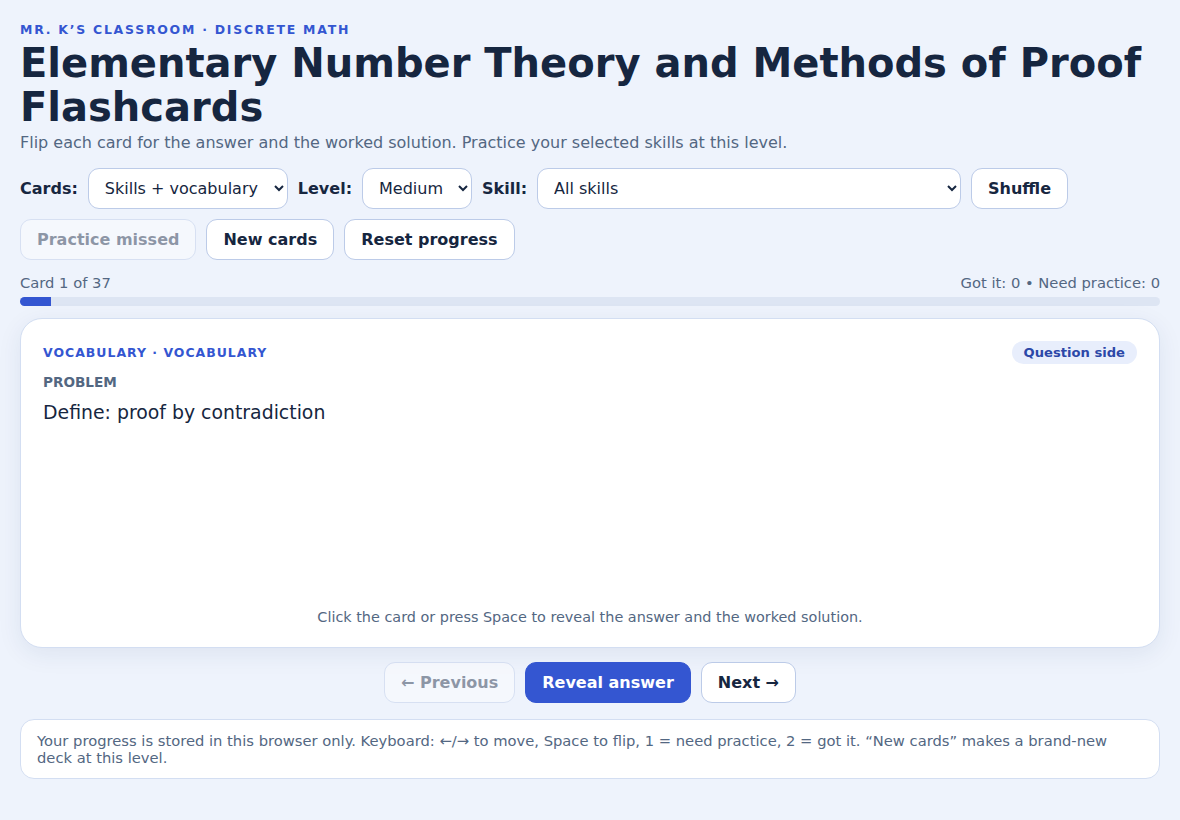 MR. K’S CLASSROOM · DISCRETE MATH
Elementary Number Theory and Methods of Proof
Flashcards
Flip each card for the answer and the worked solution. Practice your selected skills at this level.
Cards: Skills + vocabulary Level: Medium Skill: All skills Shuffle
Practice missed New cards Reset progress
Card 1 of 37 Got it: 0 • Need practice: 0
VOCABULARY · VOCABULARY Question side
PROBLEM
Define: proof by contradiction
Click the card or press Space to reveal the answer and the worked solution.
← Previous Reveal answer Next →
Your progress is stored in this browser only. Keyboard: ←/→ to move, Space to flip, 1 = need practice, 2 = got it. “New cards” makes a brand-new
deck at this level.